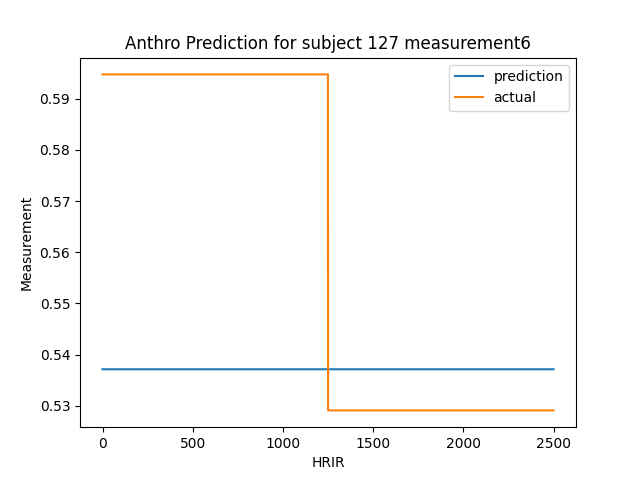 Anthro Prediction for subject 127 measurement6
prediction
actual
Measurement
0.59
0.58
0.57
0.56
0.55
0.54
0.53
0 500 1000 1500 2000 2500
HRIR